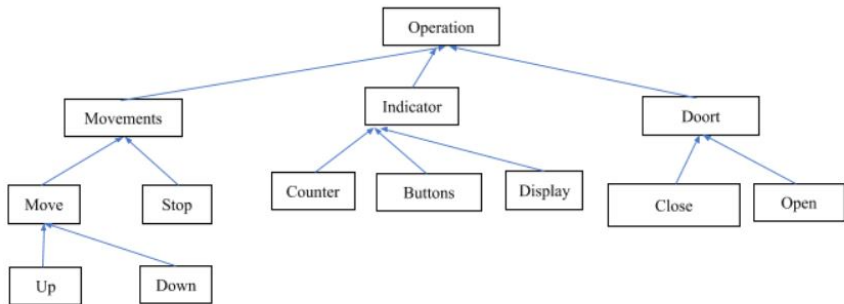 Operation
Movements
Indicator
Doort
Move
Stop
Counter
Buttons
Display
Close
Open
Up
Down